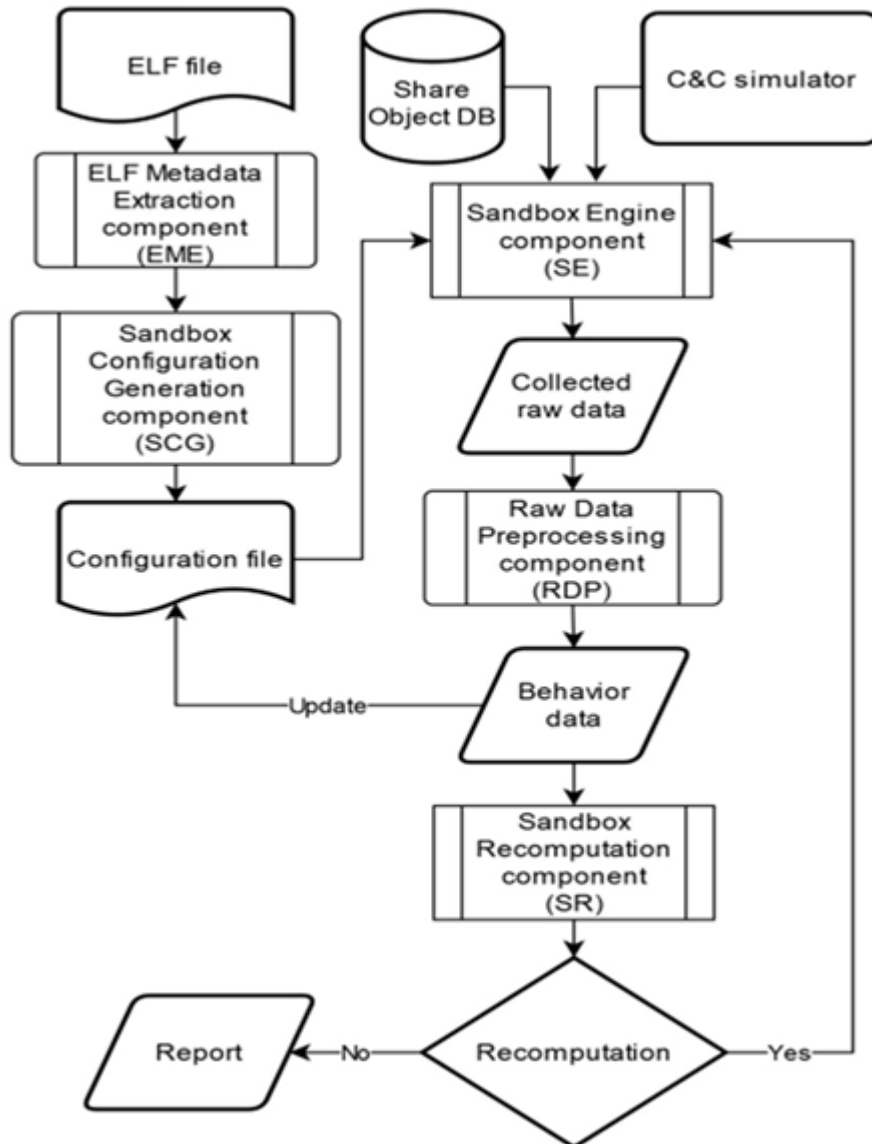 ELF file
Share
Object DB
C&C simulator
ELF Metadata
Extraction
component
(EME)
Sandbox Engine
component
(SE)
Sandbox
Configuration
Generation
component
(SCG)
Collected
raw data
Configuration file
Raw Data
Preprocessing
component
(RDP)
Update
Behavior
data
Sandbox
Recomputation
component
(SR)
Report
No
Recomputation
Yes